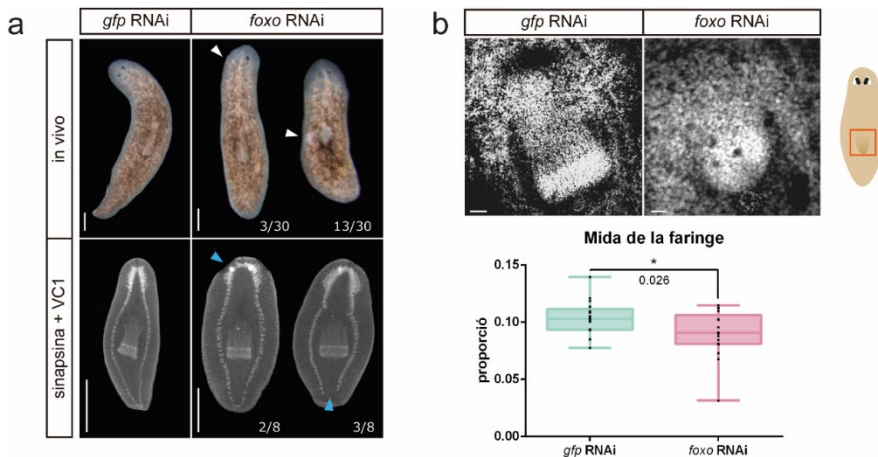 a
gfp RNAi
foxo RNAi
in vivo
3/30
13/30
sinapsina + VC1
2/8
3/8
b
gfp RNAi
foxo RNAi
Mida de la faringe
*
0.026
proporció
0.15
0.10
0.05
0.00
gfp RNAi
foxo RNAi